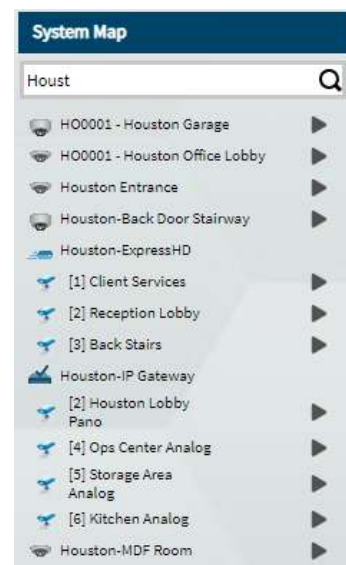 System Map
Houst
HO0001 - Houston Garage
HO0001 - Houston Office Lobby
Houston Entrance
Houston-Back Door Stairway
Houston-ExpressHD
[1] Client Services
[2] Reception Lobby
[3] Back Stairs
Houston-IP Gateway
[2] Houston Lobby
Pano
[4] Ops Center Analog
[5] Storage Area
Analog
[6] Kitchen Analog
Houston-MDF Room